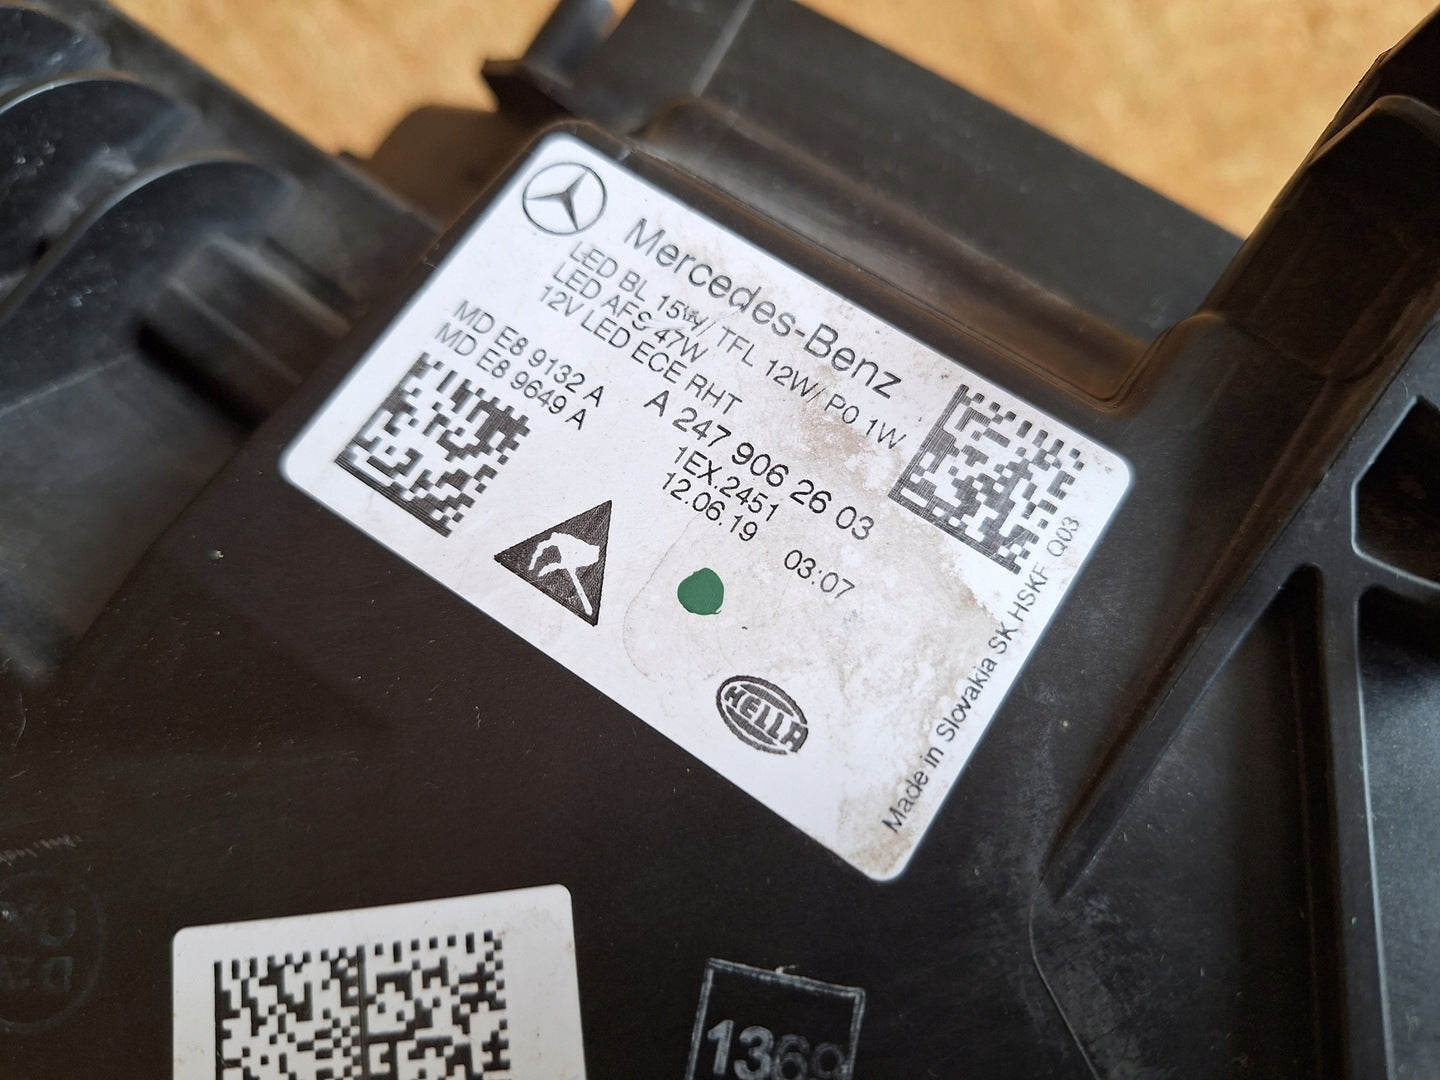 Mercedes-Benz
LED BL 15W/ TFL 12W/ PO 1W
LED AFS 47W
12V LED ECE RHT
MD E8 9132 A
MD E8 9649 A
A 247 906 26 03
1EX.2451
12.06.19 03:07
HELLA
Made in Slovakia SK HSKF Q03
1369